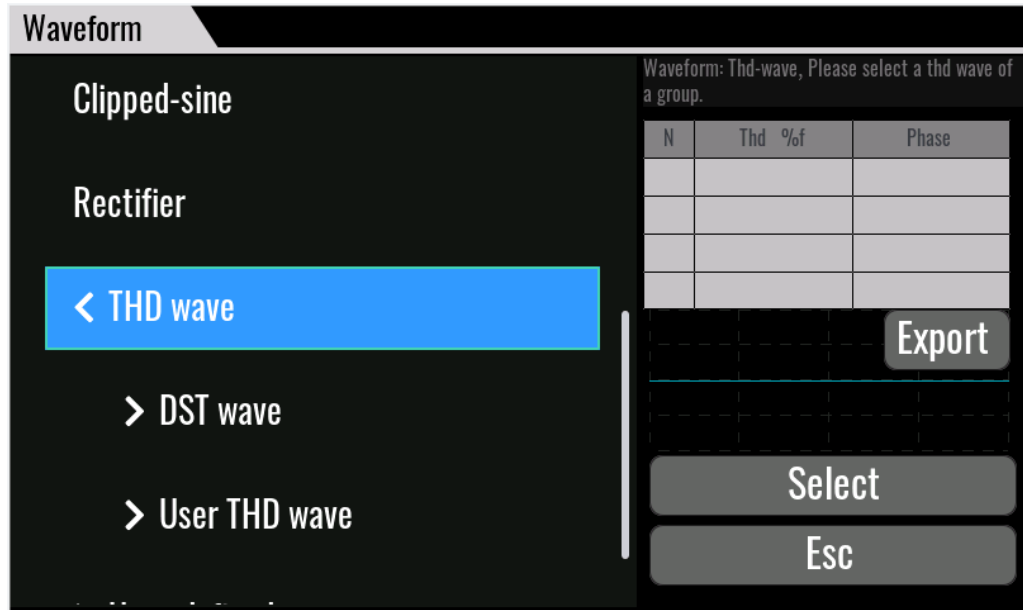 Waveform
Clipped-sine
Rectifier
THD wave
DST wave
User THD wave
Waveform: Thd-wave, Please select a thd wave of
a group.
N Thd %f Phase
Export
Select
Esc